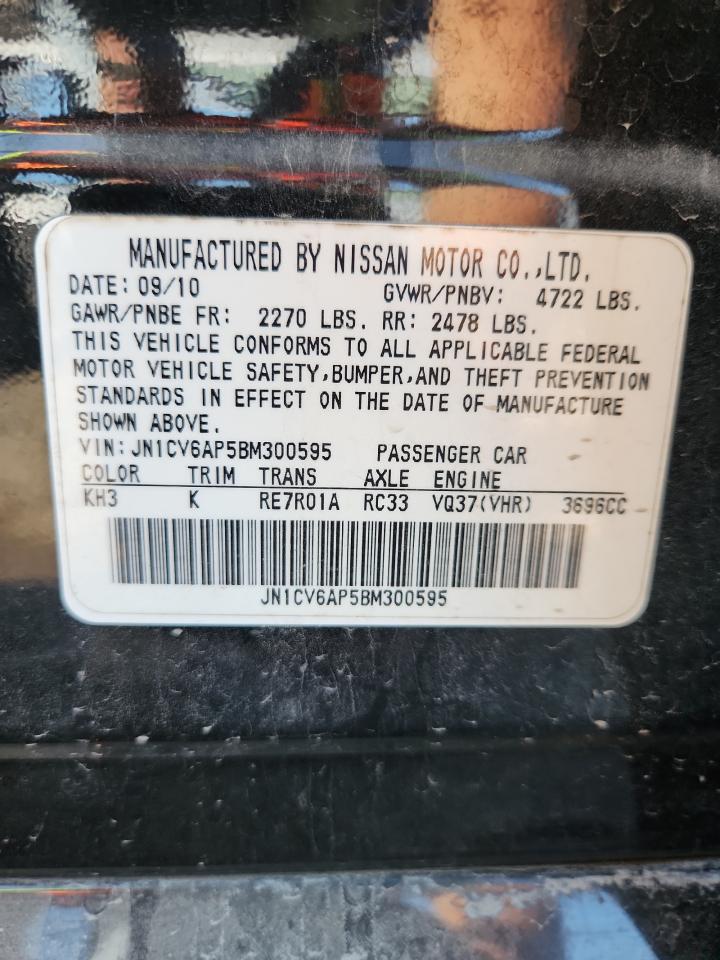 MANUFACTURED BY NISSAN MOTOR CO.,LTD.
DATE: 09/10 GVWR/PNBV: 4722 LBS.
GAWR/PNBE FR: 2270 LBS. RR: 2478 LBS.
THIS VEHICLE CONFORMS TO ALL APPLICABLE FEDERAL
MOTOR VEHICLE SAFETY,BUMPER,AND THEFT PREVENTION
STANDARDS IN EFFECT ON THE DATE OF MANUFACTURE
SHOWN ABOVE.
VIN: JN1CV6AP5BM300595 PASSENGER CAR
COLOR TRIM TRANS AXLE ENGINE
KH3 K RE7R01A RC33 VQ37(VHR) 3696CC
JN1CV6AP5BM300595